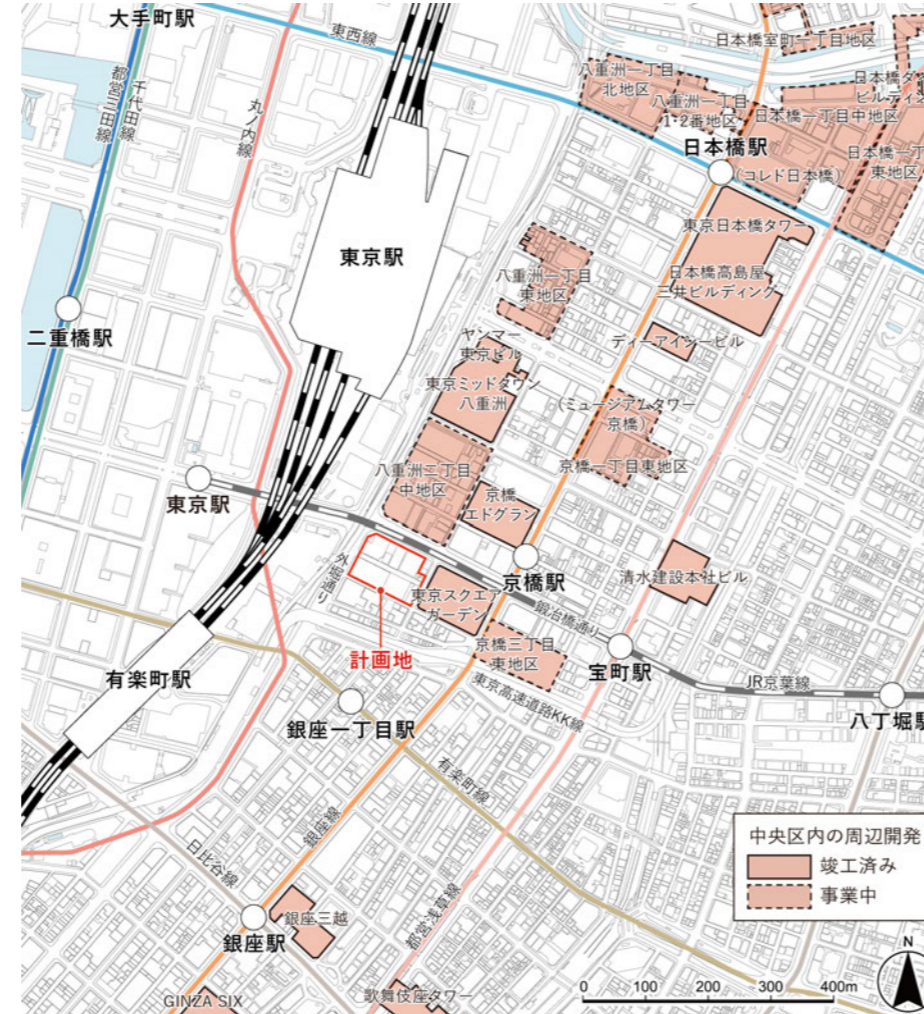 大手町駅
東西線
日本橋室町一丁目地区
八重洲一丁目
北地区
八重洲一丁目
1-2番地区
日本橋一丁目中地区
日本橋一丁
東地区
都営三田線
千代田線
丸ノ内線
日本橋駅
(コレド日本橋)
東京駅
東京日本橋タワー
日本橋高島屋
三井ビルディング
八重洲一丁目
東地区
二重橋駅
ヤンマー
東京ビル
ディーアイシービル
東京ミッドタウン
八重洲
(ミュージアムタワー
京橋)
京橋一丁目東地区
八重洲二丁目
中地区
東京駅
京橋
エドグラン
外堀通り
京橋駅
清水建設本社ビル
東京スクエア
ガーデン
鍛冶橋通り
計画地
京橋三丁目
東地区
宝町駅
有楽町駅
東京高速道路KK線
JR京葉線
八丁堀駅
銀座一丁目駅
有楽町線
銀座線
日比谷線
都営浅草線
中央区内の周辺開発
竣工済み
事業中
銀座三越
銀座駅
GINZA SIX
歌舞伎座タワー
N
0 100 200 300 400m